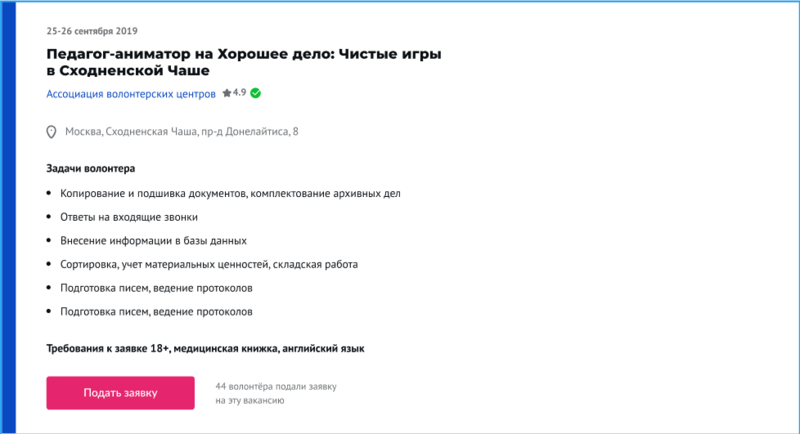 25-26 сентября 2019
Педагог-аниматор на Хорошее дело: Чистые игры
в Сходненской Чаше
Ассоциация волонтерских центров ★4.9
Москва, Сходненская Чаша, пр-д Донелайтиса, 8
Задачи волонтера
• Копирование и подшивка документов, комплектование архивных дел
• Ответы на входящие звонки
• Внесение информации в базы данных
• Сортировка, учет материальных ценностей, складская работа
• Подготовка писем, ведение протоколов
• Подготовка писем, ведение протоколов
Требования к заявке 18+, медицинская книжка, английский язык
Подать заявку
44 волонтёра подали заявку
на эту вакансию